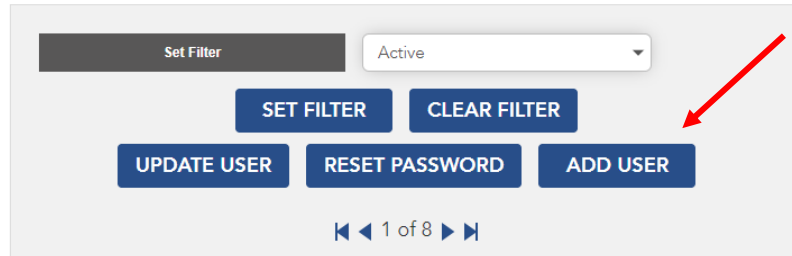 Set Filter Active
SET FILTER CLEAR FILTER
UPDATE USER RESET PASSWORD ADD USER
1 of 8